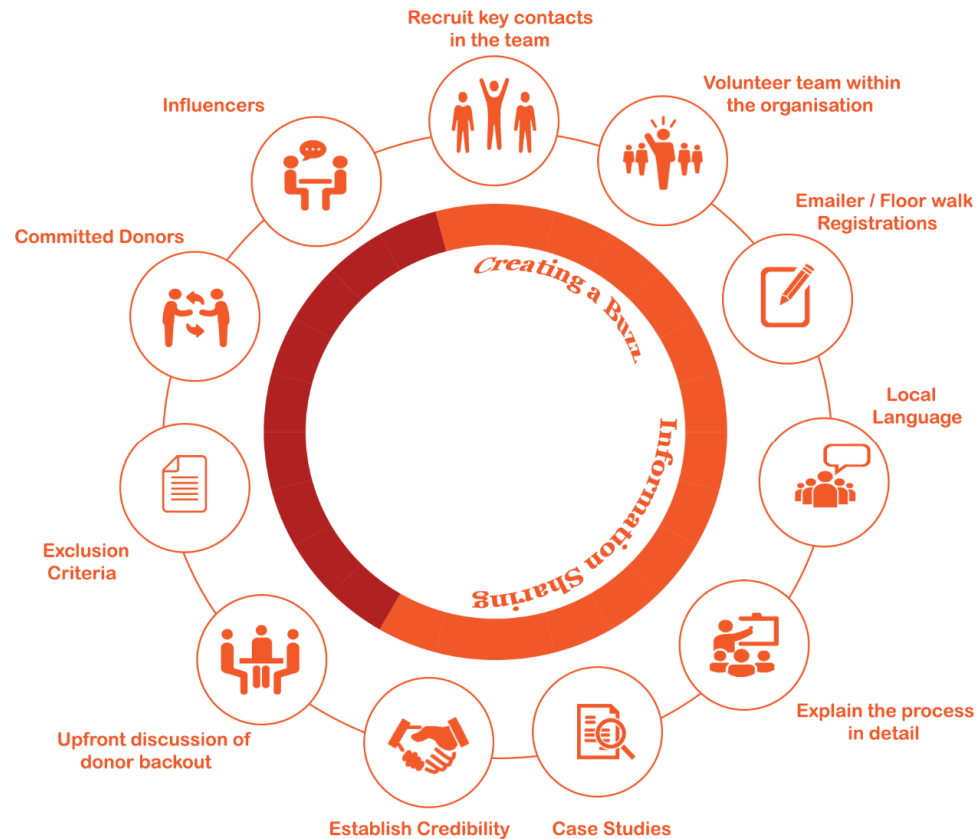 Recruit key contacts
in the team
Volunteer team within
the organisation
Emailer / Floor walk
Registrations
Local
Language
Explain the process
in detail
Case Studies
Establish Credibility
Upfront discussion of
donor backout
Exclusion
Criteria
Committed Donors
Influencers
Creating a Buzz
Information Sharing